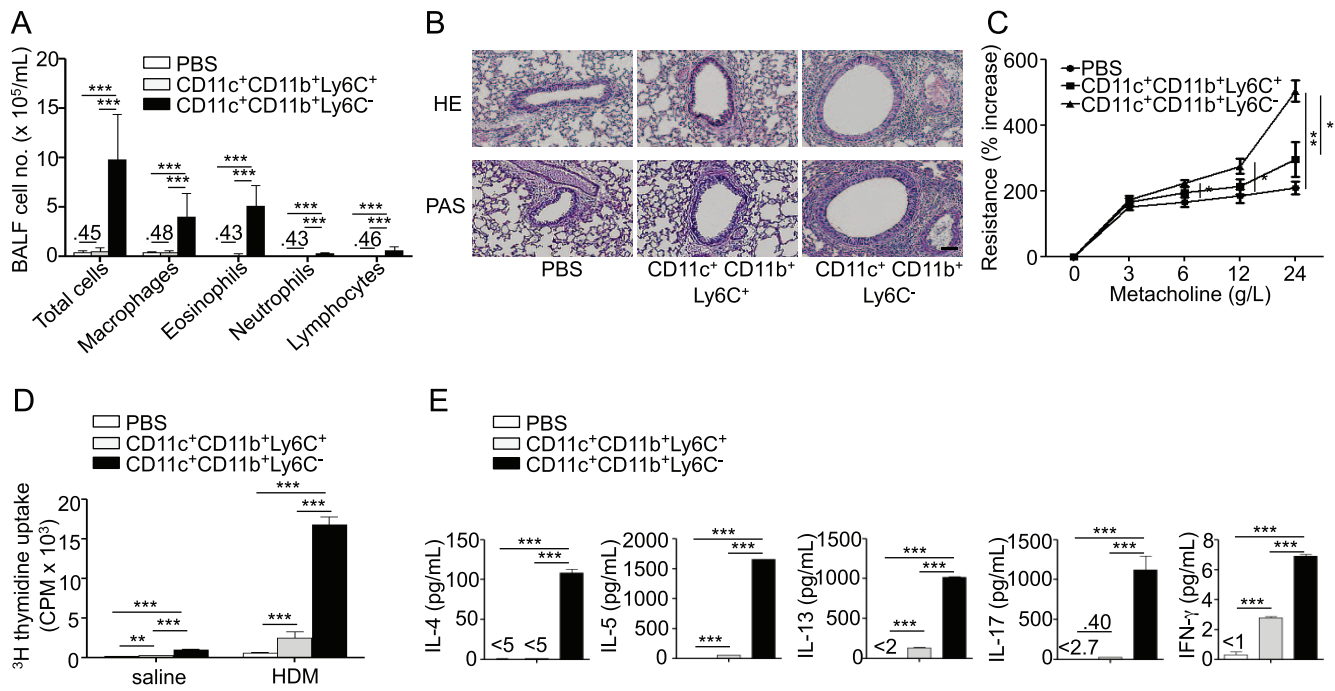 A
PBS
CD11c⁺CD11b⁺Ly6C⁺
CD11c⁺CD11b⁺Ly6C⁻
BALF cell no. (x 10⁵/mL)
20
15
10
5
0
***
***
***
***
***
***
***
***
***
***
.45
.48
.43
.43
.46
Total cells
Macrophages
Eosinophils
Neutrophils
Lymphocytes
B
HE
PAS
PBS
CD11c⁺ CD11b⁺
Ly6C⁺
CD11c⁺ CD11b⁺
Ly6C⁻
C
PBS
CD11c⁺CD11b⁺Ly6C⁺
CD11c⁺CD11b⁺Ly6C⁻
Resistance (% increase)
600
400
200
0
*
*
**
*
0 3 6 12 24
Metacholine (g/L)
D
PBS
CD11c⁺CD11b⁺Ly6C⁺
CD11c⁺CD11b⁺Ly6C⁻
³H thymidine uptake
(CPM x 10³)
20
15
10
5
0
***
**
***
***
***
***
saline
HDM
E
PBS
CD11c⁺CD11b⁺Ly6C⁺
CD11c⁺CD11b⁺Ly6C⁻
IL-4 (pg/mL)
150
100
50
0
***
***
<5 <5
IL-5 (pg/mL)
2000
1500
1000
500
0
***
***
***
IL-13 (pg/mL)
1500
1000
500
0
***
***
***
<2
IL-17 (pg/mL)
1500
1000
500
0
***
***
.40
<2.7
IFN-γ (pg/mL)
8
6
4
2
0
***
***
***
<1